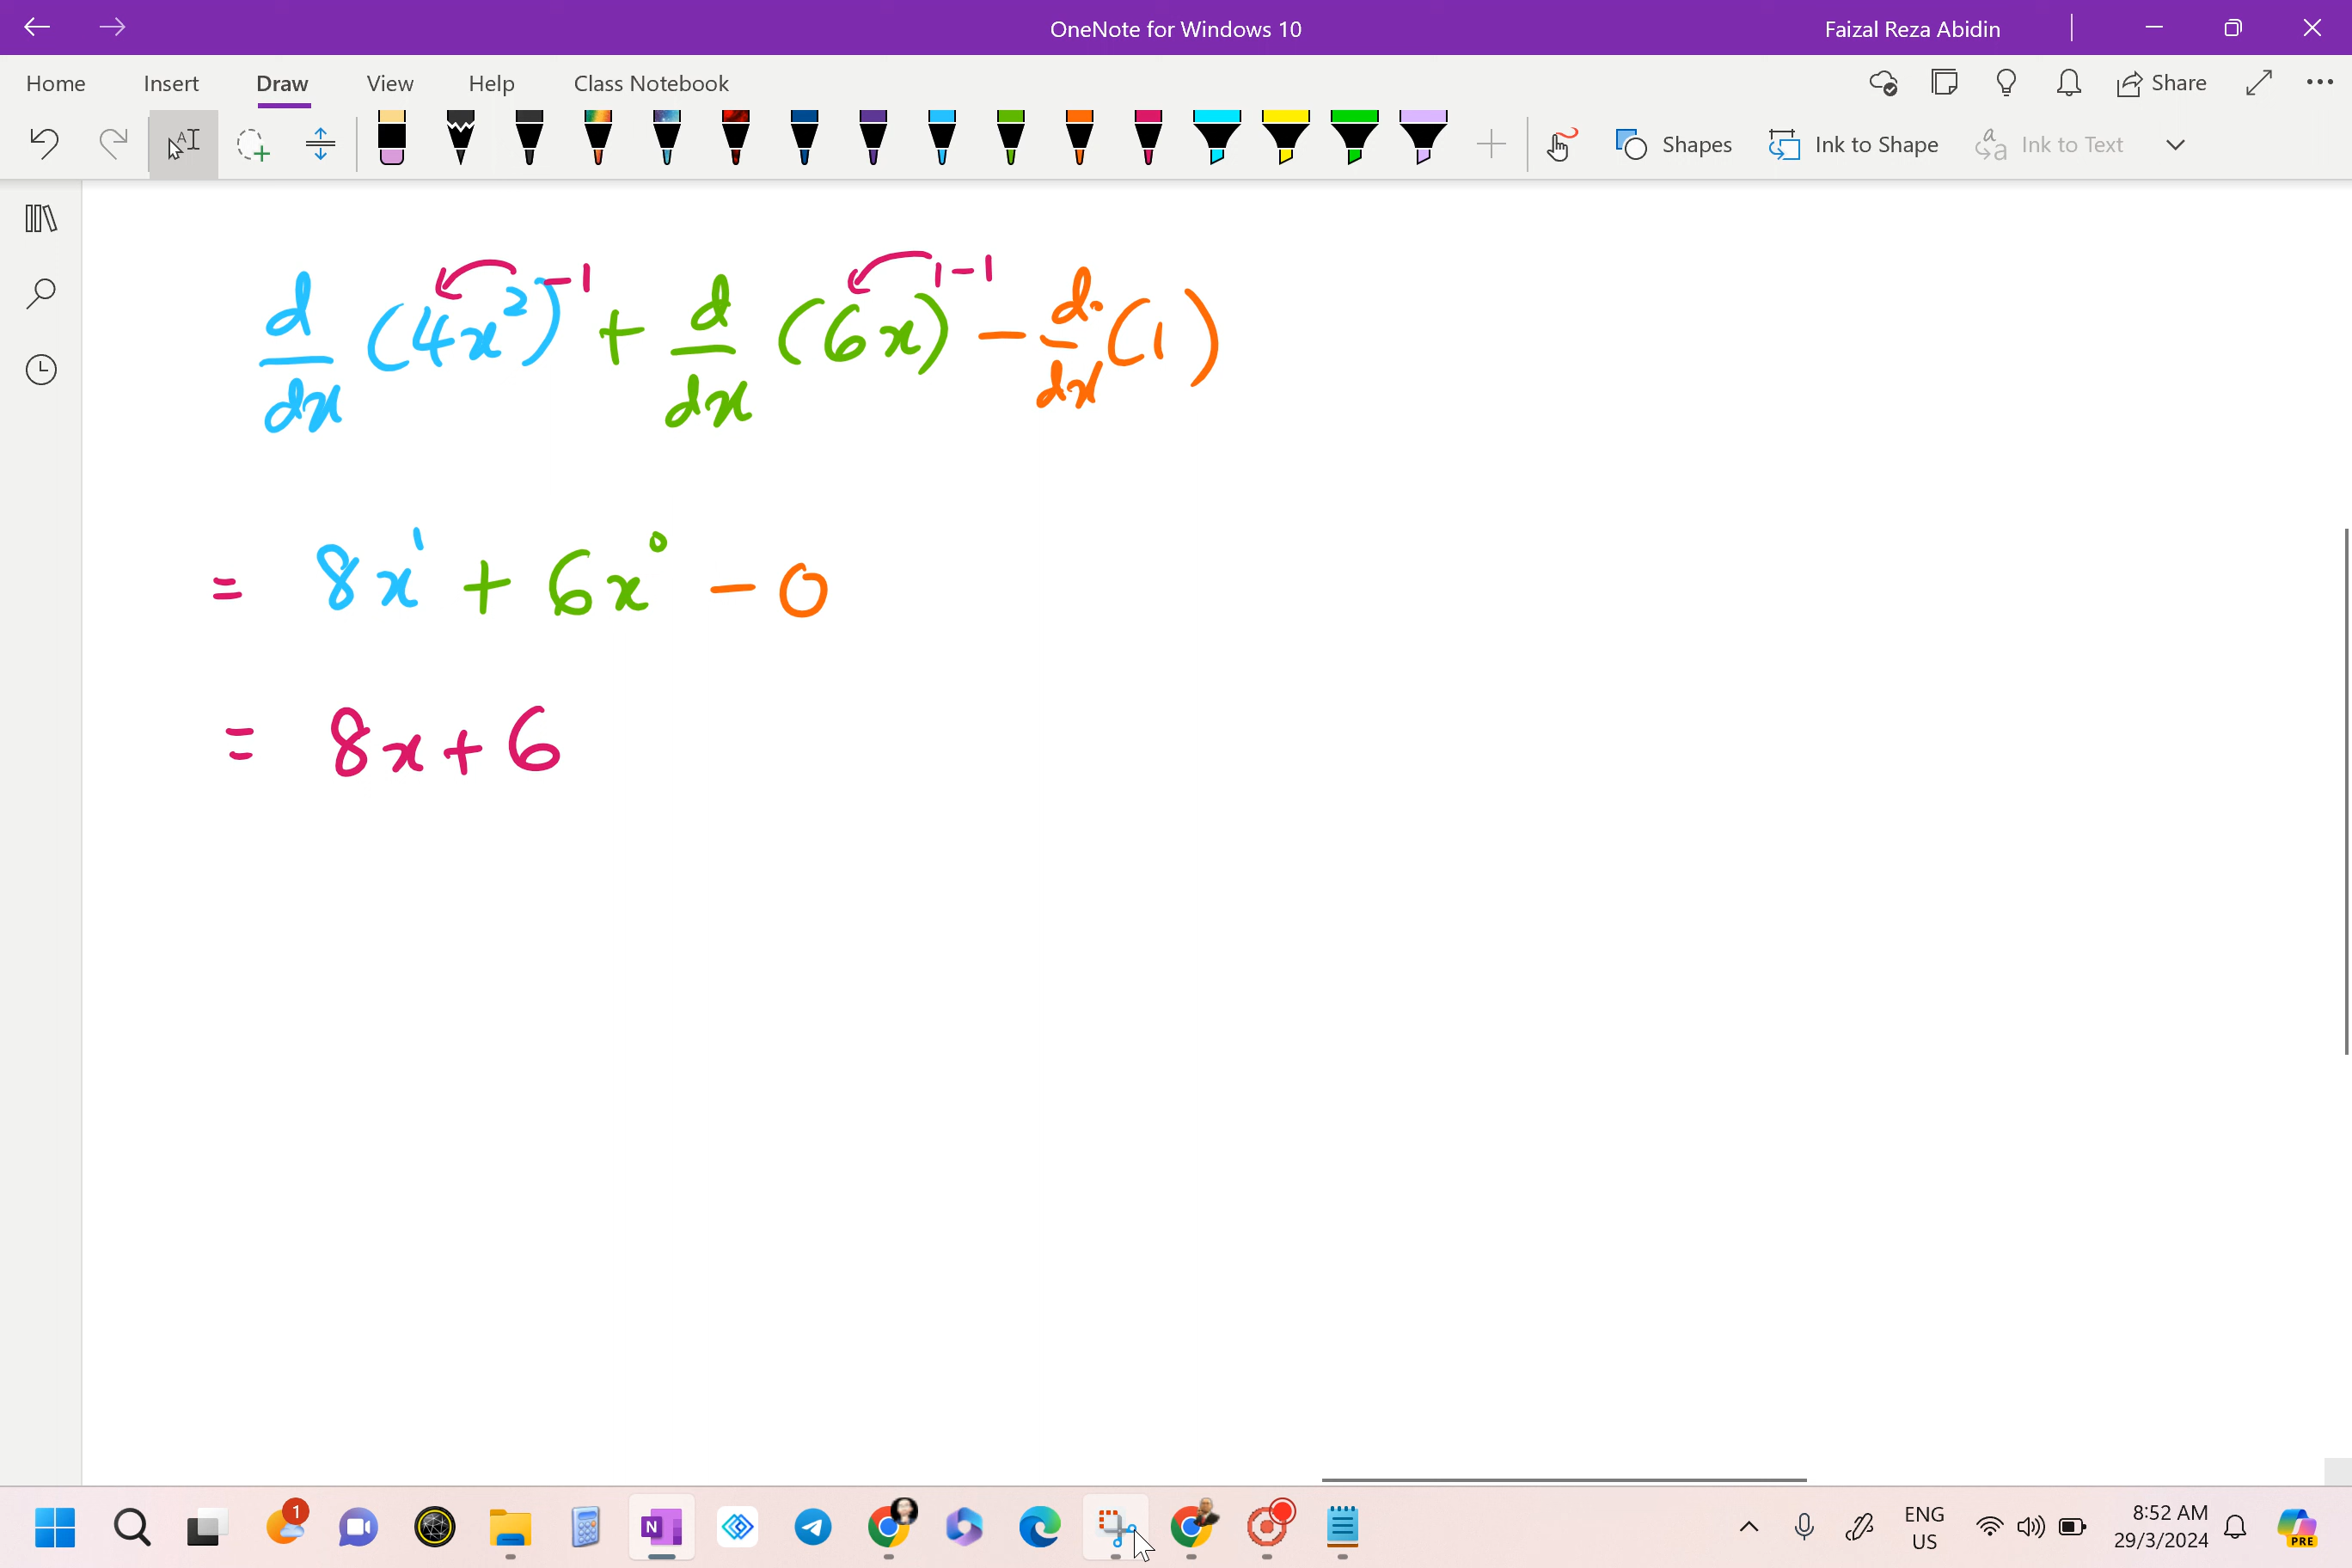 OneNote for Windows 10 Faizal Reza Abidin
Home Insert Draw View Help Class Notebook Share
Shapes Ink to Shape Ink to Text
d/dx (4x²)⁻¹ + d/dx (6x)¹⁻¹ − d/dx (1)
= 8x¹ + 6x⁰ − 0
= 8x + 6
1 N ENG US 8:52 AM 29/3/2024 PRE